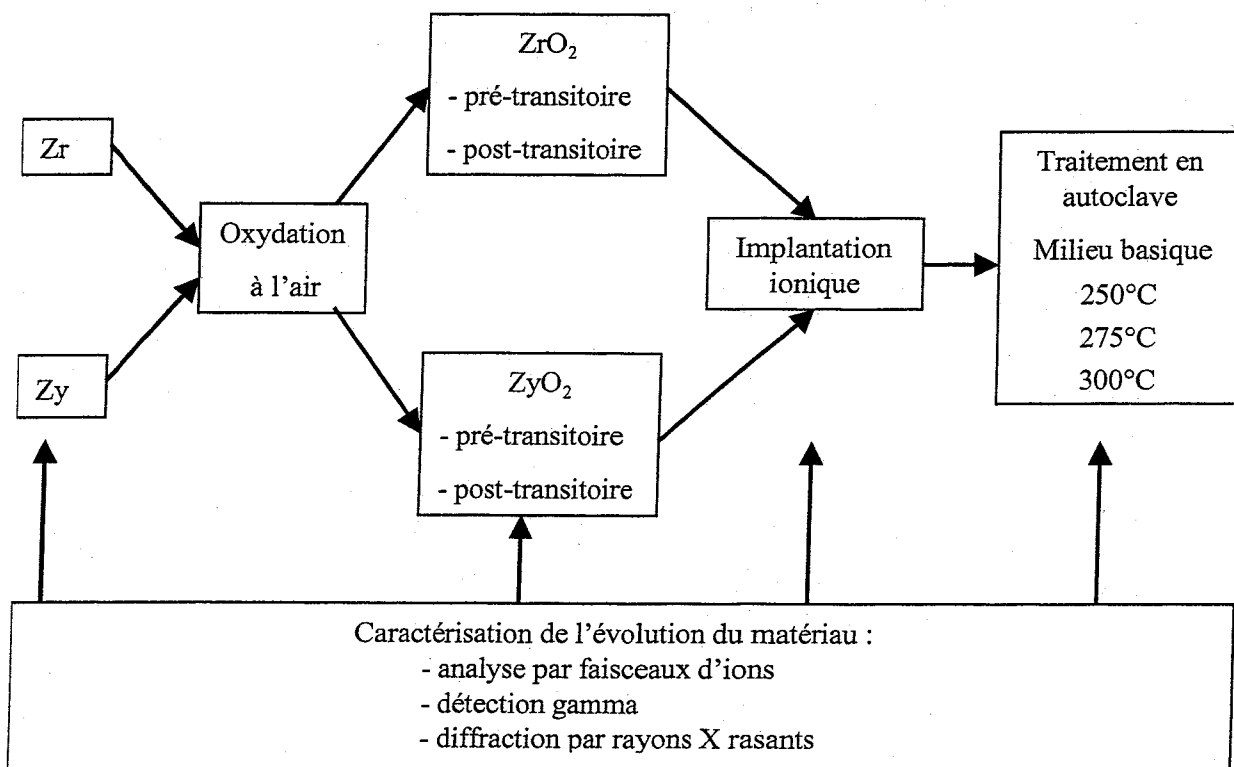 Zr
Zy
Oxydation
à l'air
ZrO₂
- pré-transitoire
- post-transitoire
ZyO₂
- pré-transitoire
- post-transitoire
Implantation
ionique
Traitement en
autoclave
Milieu basique
250°C
275°C
300°C
Caractérisation de l'évolution du matériau :
- analyse par faisceaux d'ions
- détection gamma
- diffraction par rayons X rasants